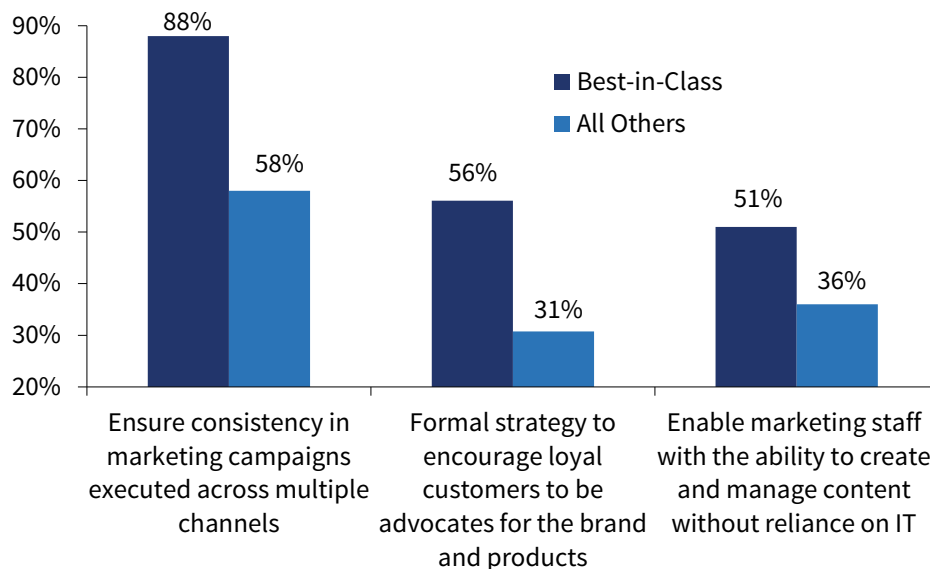 90%
80%
70%
60%
50%
40%
30%
20%
88%
58%
56%
31%
51%
36%
Best-in-Class
All Others
Ensure consistency in
marketing campaigns
executed across multiple
channels
Formal strategy to
encourage loyal
customers to be
advocates for the brand
and products
Enable marketing staff
with the ability to create
and manage content
without reliance on IT